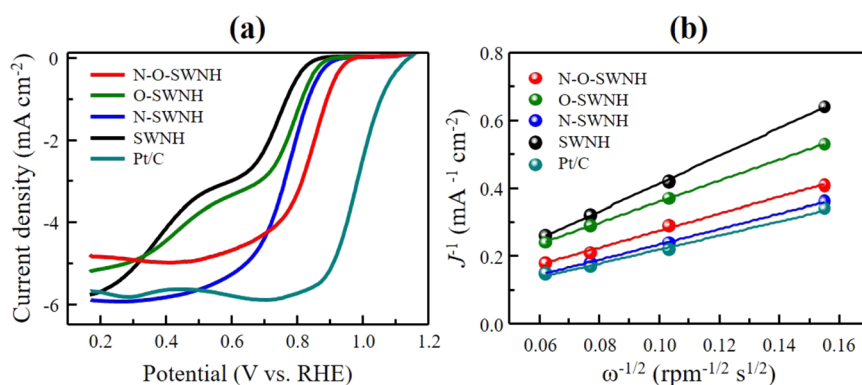 (a)
0
-2
-4
-6
Current density (mA cm⁻²)
N-O-SWNH
O-SWNH
N-SWNH
SWNH
Pt/C
0.2 0.4 0.6 0.8 1.0 1.2
Potential (V vs. RHE)
(b)
0.8
0.6
0.4
0.2
0.0
J⁻¹ (mA ⁻¹ cm⁻²)
N-O-SWNH
O-SWNH
N-SWNH
SWNH
Pt/C
0.06 0.08 0.10 0.12 0.14 0.16
ω⁻¹/² (rpm⁻¹/² s¹/²)